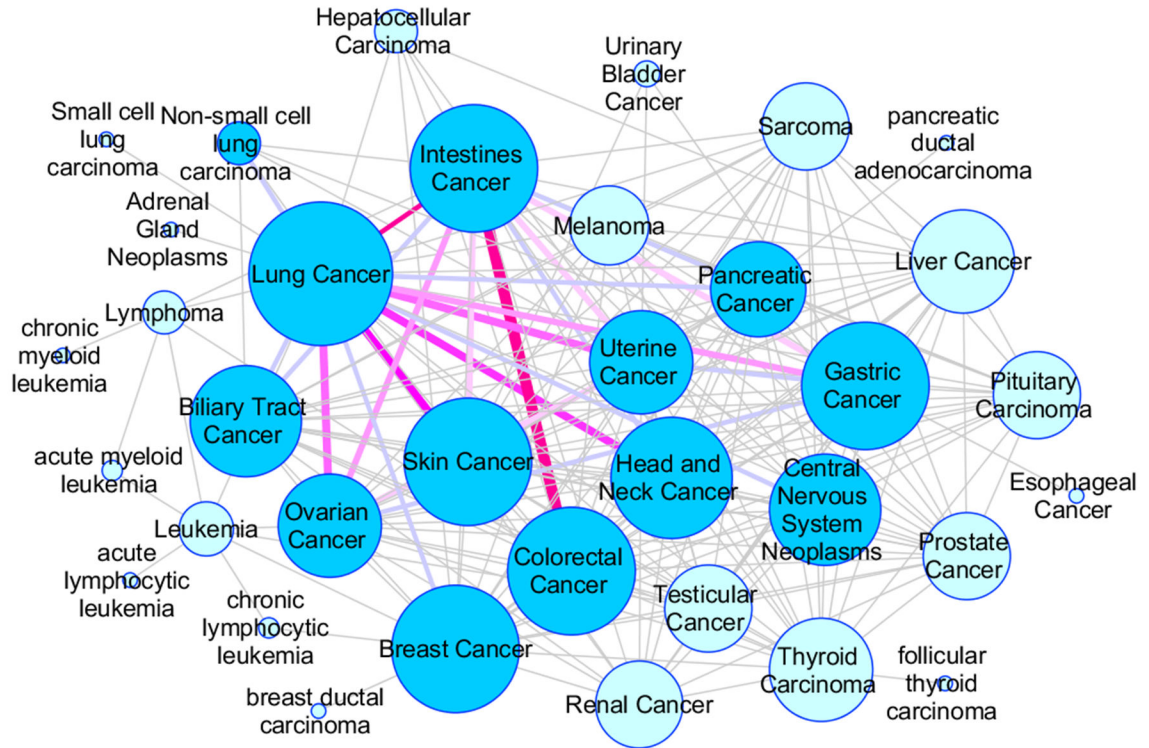 Hepatocellular
Carcinoma
Urinary
Bladder
Cancer
Small cell
lung
carcinoma
Non-small cell
lung
carcinoma
Intestines
Cancer
Sarcoma
pancreatic
ductal
adenocarcinoma
Adrenal
Gland
Neoplasms
Melanoma
Lung Cancer
Pancreatic
Cancer
Liver Cancer
Lymphoma
chronic
myeloid
leukemia
Uterine
Cancer
Gastric
Cancer
Pituitary
Carcinoma
Biliary Tract
Cancer
acute myeloid
leukemia
Skin Cancer
Head and
Neck Cancer
Central
Nervous
System
Neoplasms
Esophageal
Cancer
Leukemia
Ovarian
Cancer
Colorectal
Cancer
Prostate
Cancer
acute
lymphocytic
leukemia
chronic
lymphocytic
leukemia
Testicular
Cancer
Breast Cancer
Thyroid
Carcinoma
follicular
thyroid
carcinoma
breast ductal
carcinoma
Renal Cancer